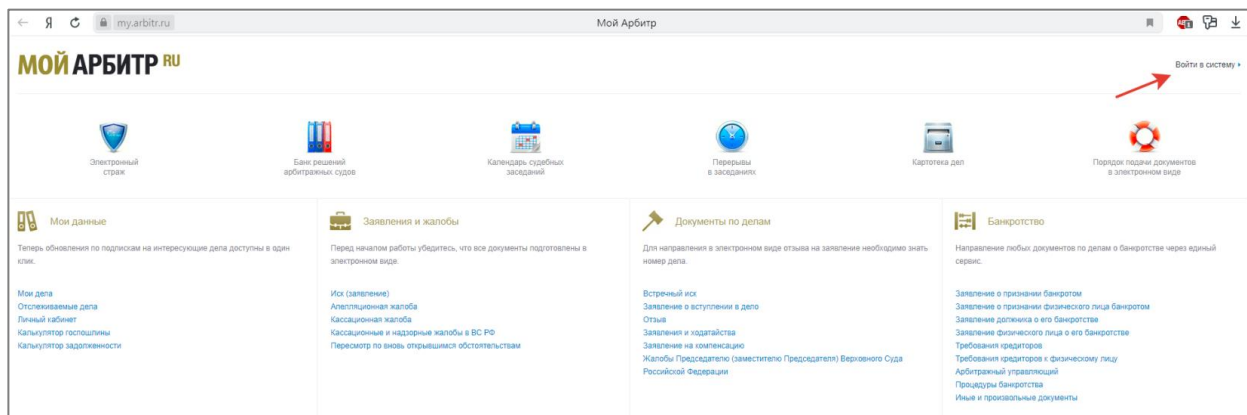 my.arbitr.ru
Мой Арбитр
МОЙ АРБИТР RU
Войти в систему
Электронный
страж
Банк решений
арбитражных судов
Календарь судебных
заседаний
Перерывы
в заседаниях
Картотека дел
Порядок подачи документов
в электронном виде
Мои данные
Теперь обновления по подпискам на интересующие дела доступны в один
клик.
Мои дела
Отслеживаемые дела
Личный кабинет
Калькулятор госпошлины
Калькулятор задолженности
Заявления и жалобы
Перед началом работы убедитесь, что все документы подготовлены в
электронном виде.
Иск (заявление)
Апелляционная жалоба
Кассационная жалоба
Кассационные и надзорные жалобы в ВС РФ
Пересмотр по вновь открывшимся обстоятельствам
Документы по делам
Для направления в электронном виде отзыва на заявление необходимо знать
номер дела.
Встречный иск
Заявление о вступлении в дело
Отзыв
Заявления и ходатайства
Заявление на компенсацию
Жалобы Председателю (заместителю Председателя) Верховного Суда
Российской Федерации
Банкротство
Направление любых документов по делам о банкротстве через единый
сервис.
Заявление о признании банкротом
Заявление о признании физического лица банкротом
Заявление должника о его банкротстве
Заявление физического лица о его банкротстве
Требования кредиторов
Требования кредиторов к физическому лицу
Арбитражный управляющий
Процедуры банкротства
Иные и произвольные документы